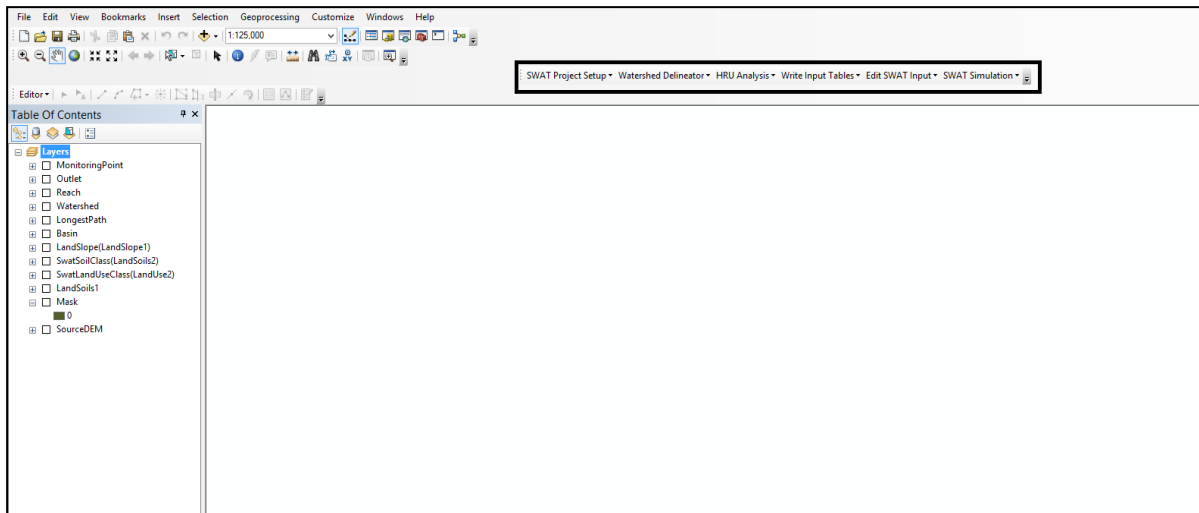 File Edit View Bookmarks Insert Selection Geoprocessing Customize Windows Help
1:125,000
SWAT Project Setup Watershed Delineator HRU Analysis Write Input Tables Edit SWAT Input SWAT Simulation
Editor
Table Of Contents
Layers
MonitoringPoint
Outlet
Reach
Watershed
LongestPath
Basin
LandSlope(LandSlope1)
SwatSoilClass(LandSoils2)
SwatLandUseClass(LandUse2)
LandSoils1
Mask
0
SourceDEM